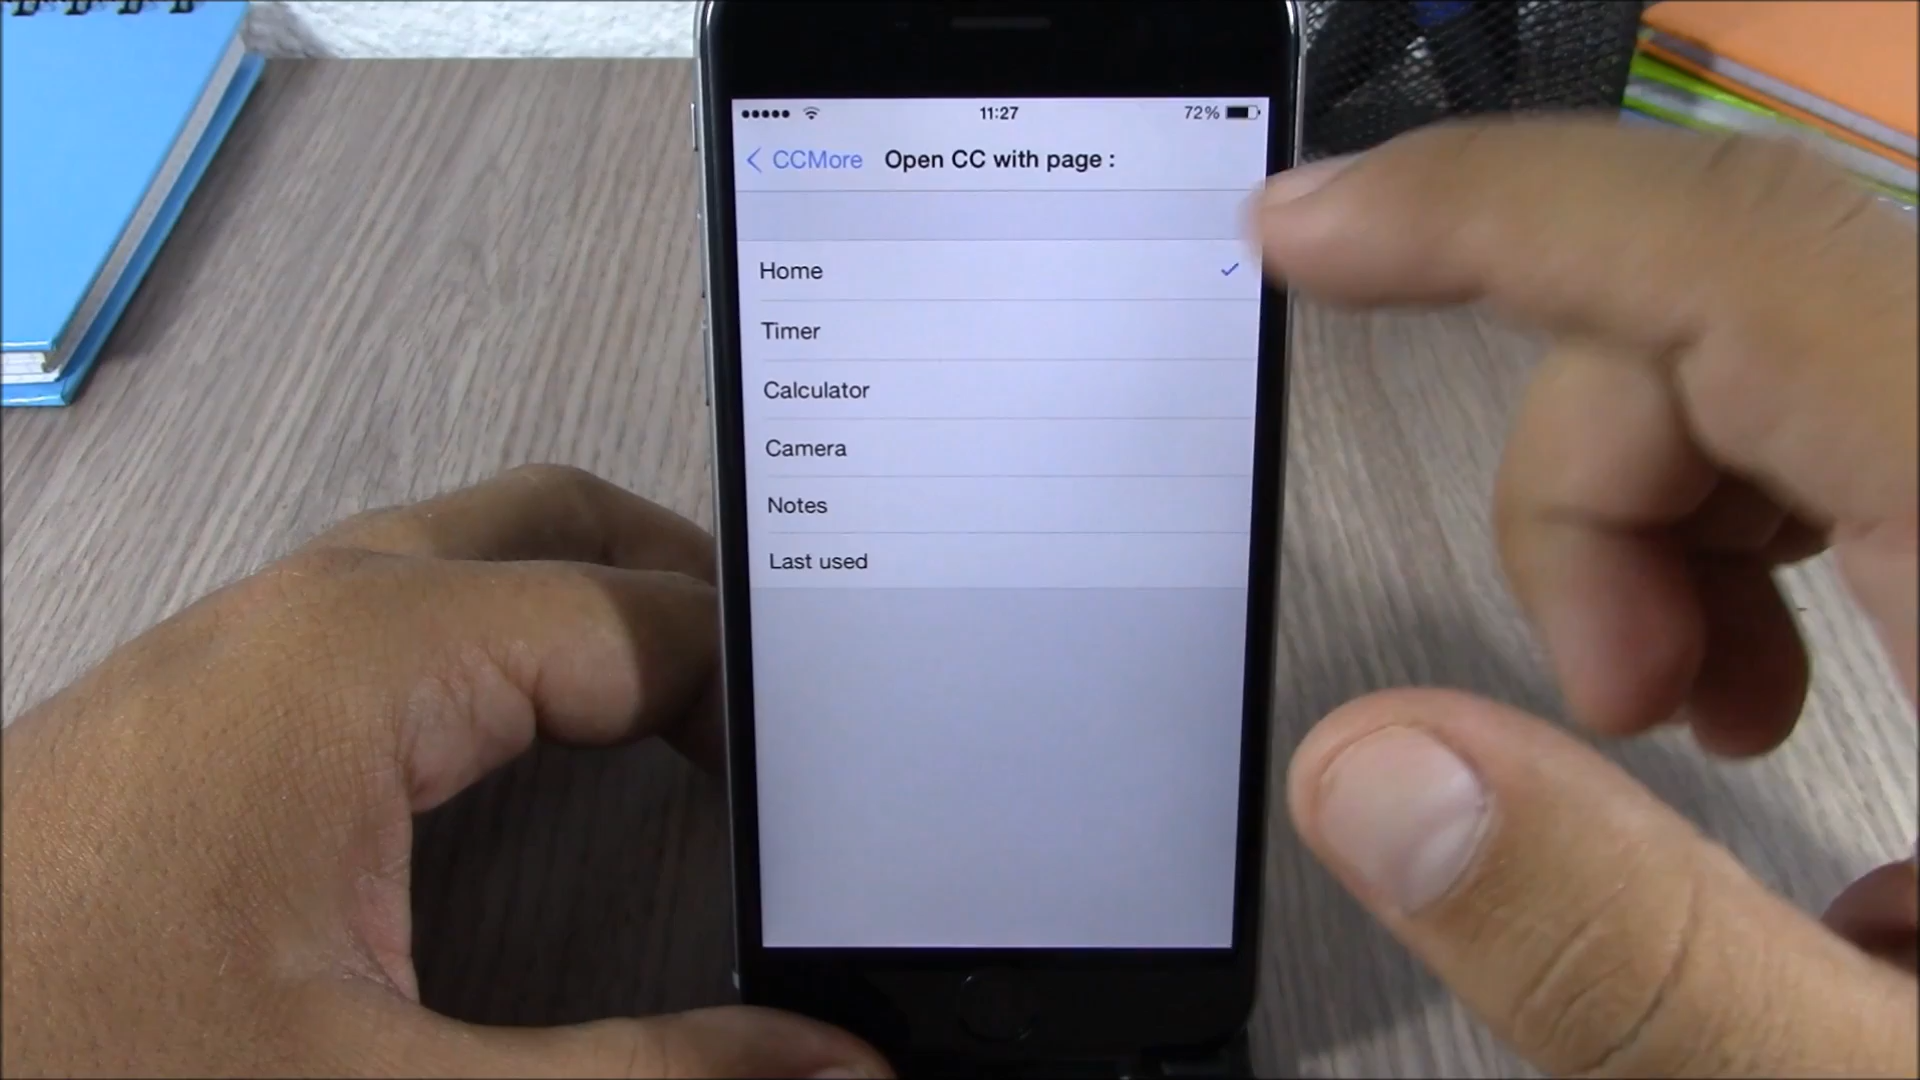 11:27
72%
CCMore
Open CC with page :
Home
Timer
Calculator
Camera
Notes
Last used